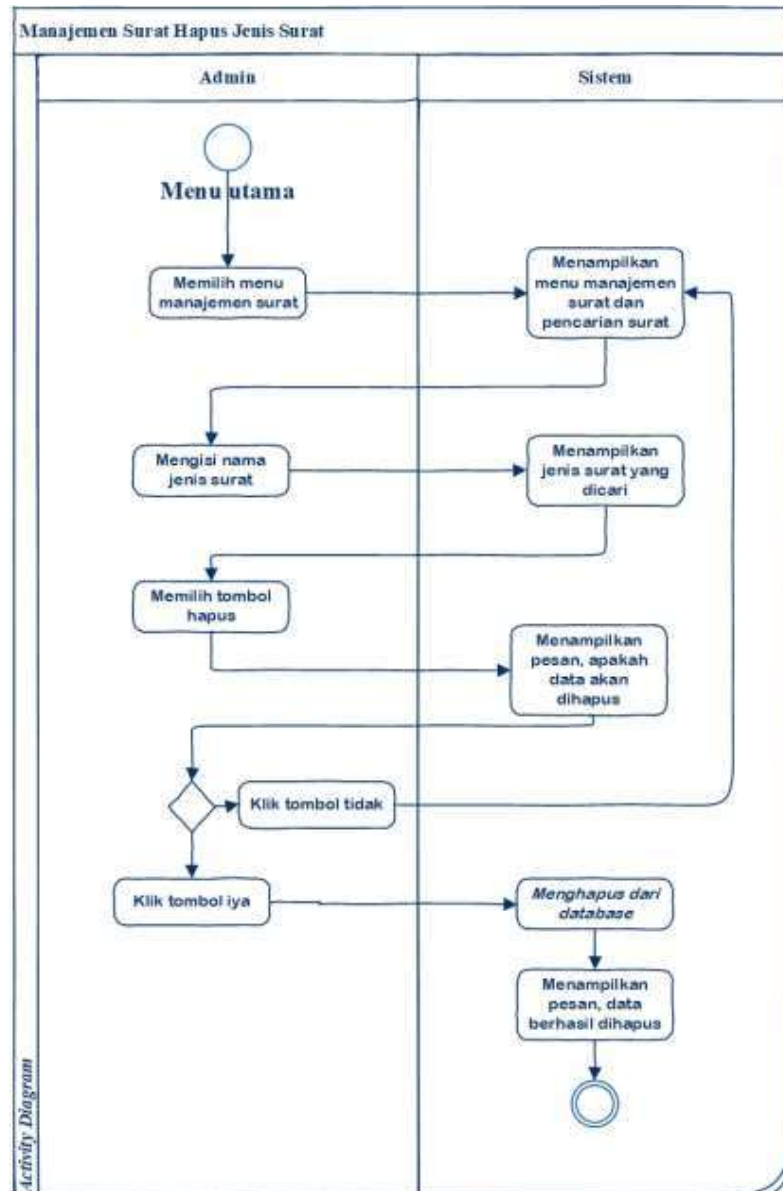 Manajemen Surat Hapus Jenis Surat
Admin
Sistem
Menu utama
Memilih menu
manajemen surat
Menampilkan
menu manajemen
surat dan
pencarian surat
Mengisi nama
jenis surat
Menampilkan
jenis surat yang
dicari
Memilih tombol
hapus
Menampilkan
pesan, apakah
data akan
dihapus
Klik tombol tidak
Klik tombol iya
Menghapus dari
database
Menampilkan
pesan, data
berhasil dihapus
Activity Diagram